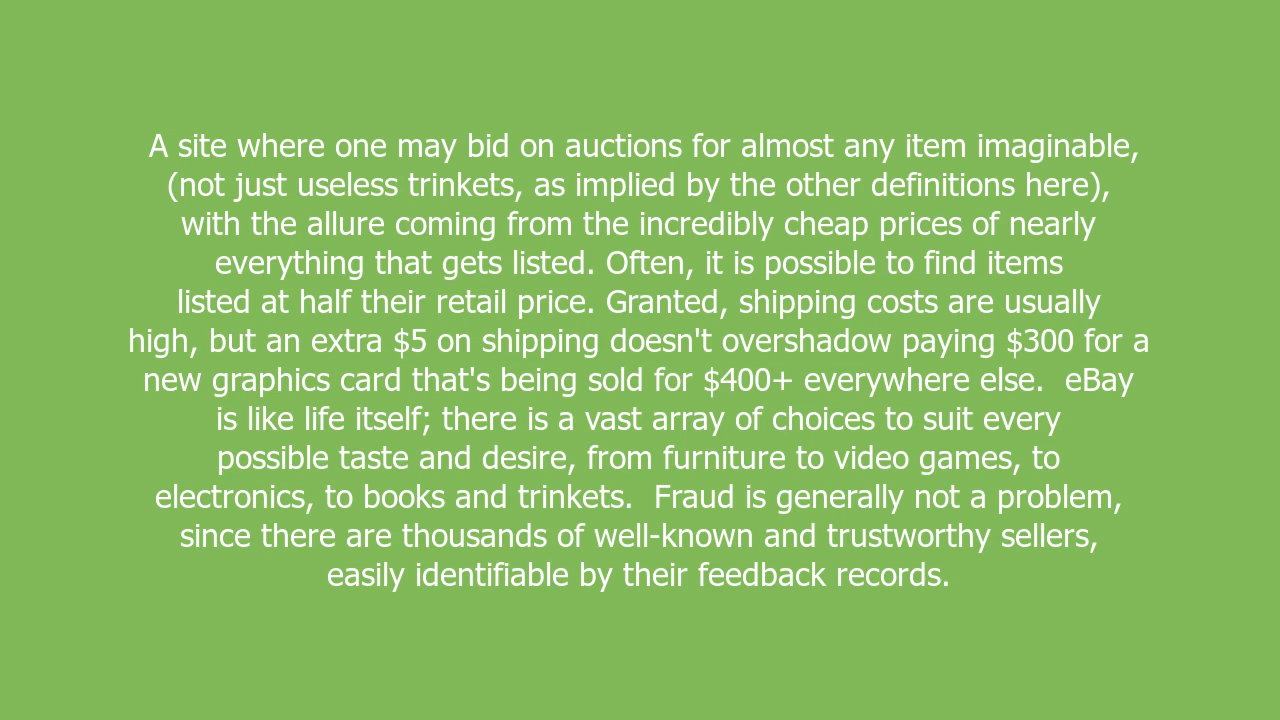 A site where one may bid on auctions for almost any item imaginable,
(not just useless trinkets, as implied by the other definitions here),
with the allure coming from the incredibly cheap prices of nearly
everything that gets listed. Often, it is possible to find items
listed at half their retail price. Granted, shipping costs are usually
high, but an extra $5 on shipping doesn't overshadow paying $300 for a
new graphics card that's being sold for $400+ everywhere else.  eBay
is like life itself; there is a vast array of choices to suit every
possible taste and desire, from furniture to video games, to
electronics, to books and trinkets.  Fraud is generally not a problem,
since there are thousands of well-known and trustworthy sellers,
easily identifiable by their feedback records.